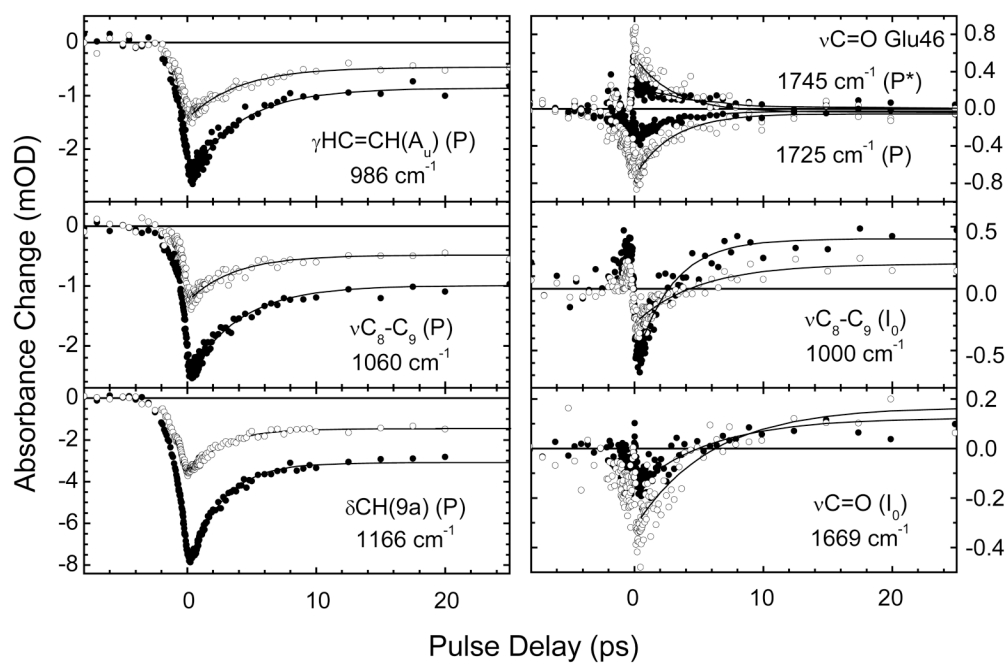 Absorbance Change (mOD)
0
-1
-2
γHC=CH(Aᵤ) (P)
986 cm⁻¹
0
-1
-2
νC₈-C₉ (P)
1060 cm⁻¹
0
-2
-4
-6
-8
δCH(9a) (P)
1166 cm⁻¹
0
10
20
νC=O Glu46
1745 cm⁻¹ (P*)
1725 cm⁻¹ (P)
0.8
0.4
0.0
-0.4
-0.8
νC₈-C₉ (I₀)
1000 cm⁻¹
0.5
0.0
-0.5
νC=O (I₀)
1669 cm⁻¹
0.2
0.0
-0.2
-0.4
0
10
20
Pulse Delay (ps)